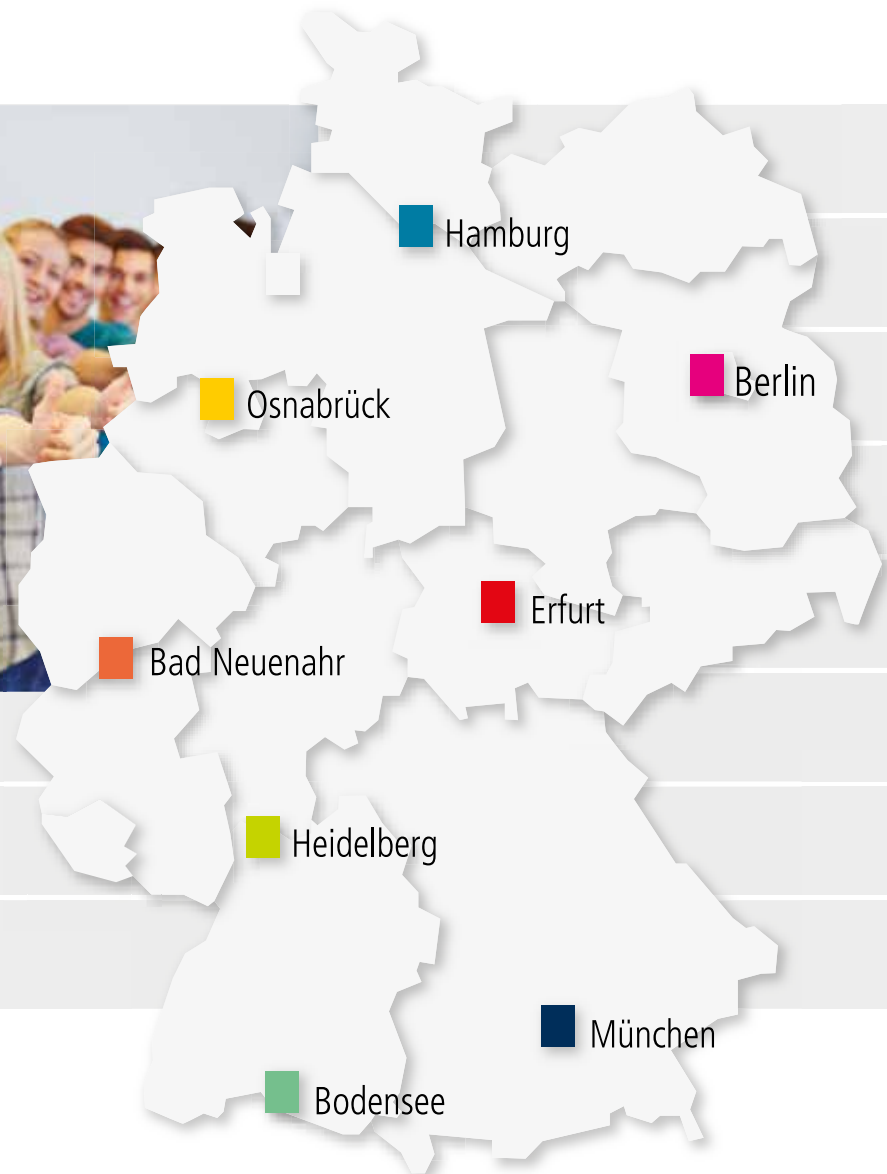 Hamburg
Berlin
Osnabrück
Erfurt
Bad Neuenahr
Heidelberg
München
Bodensee